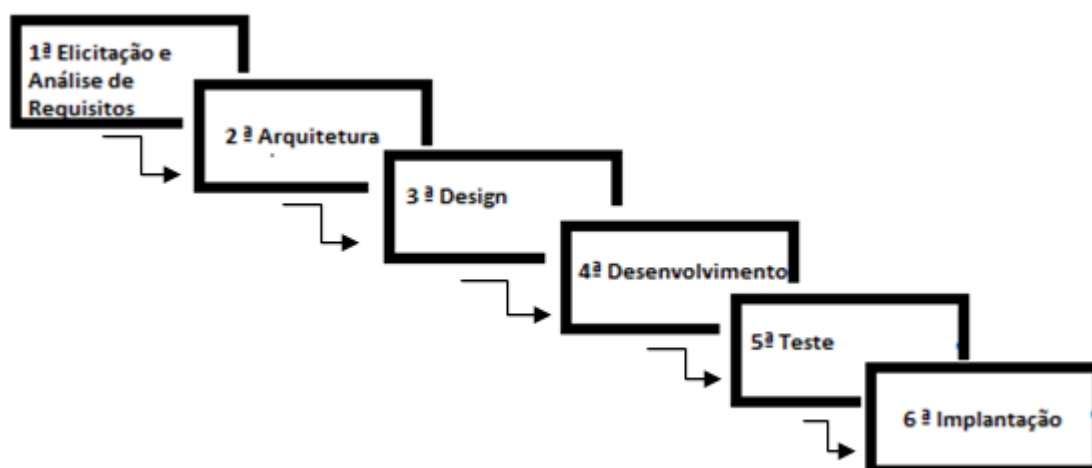 1ª Elicitação e
Análise de
Requisitos
2 ª Arquitetura
3 ª Design
4ª Desenvolvimento
5ª Teste
6 ª Implantação